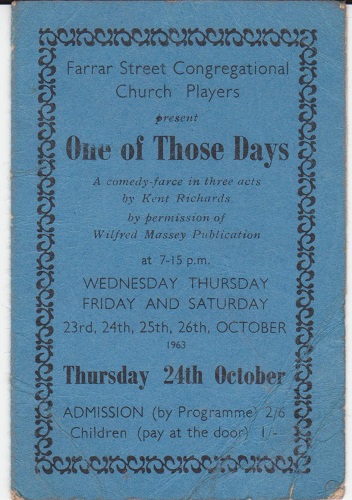 Farrar Street Congregational
Church Players
present
One of Those Days
A comedy-farce in three acts
by Kent Richards
by permission of
Wilfred Massey Publication
at 7-15 p.m.
WEDNESDAY THURSDAY
FRIDAY AND SATURDAY
23rd, 24th, 25th, 26th, OCTOBER
1963
Thursday 24th October
ADMISSION (by Programme) 2/6
Children (pay at the door) 1/-